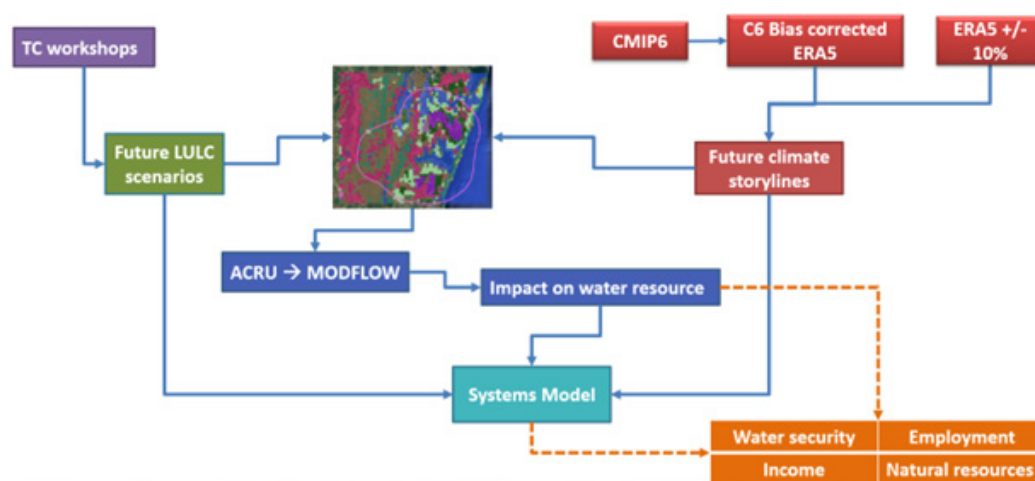 TC workshops
CMIP6
C6 Bias corrected
ERA5
ERA5 +/-
10%
Future LULC
scenarios
Future climate
storylines
ACRU → MODFLOW
Impact on water resource
Systems Model
Water security
Employment
Income
Natural resources